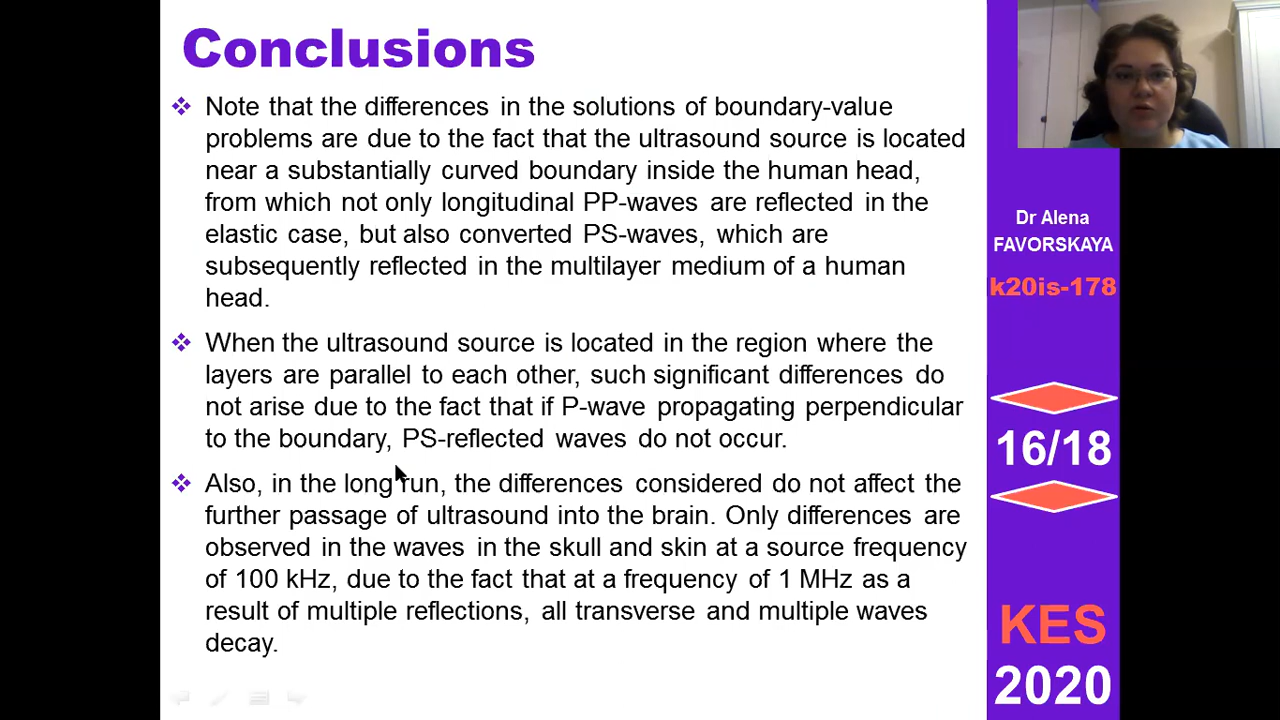 Conclusions
Note that the differences in the solutions of boundary-value
problems are due to the fact that the ultrasound source is located
near a substantially curved boundary inside the human head,
from which not only longitudinal PP-waves are reflected in the
elastic case, but also converted PS-waves, which are
subsequently reflected in the multilayer medium of a human
head.
When the ultrasound source is located in the region where the
layers are parallel to each other, such significant differences do
not arise due to the fact that if P-wave propagating perpendicular
to the boundary, PS-reflected waves do not occur.
Also, in the long run, the differences considered do not affect the
further passage of ultrasound into the brain. Only differences are
observed in the waves in the skull and skin at a source frequency
of 100 kHz, due to the fact that at a frequency of 1 MHz as a
result of multiple reflections, all transverse and multiple waves
decay.
Dr Alena
FAVORSKAYA
k20is-178
16/18
KES
2020